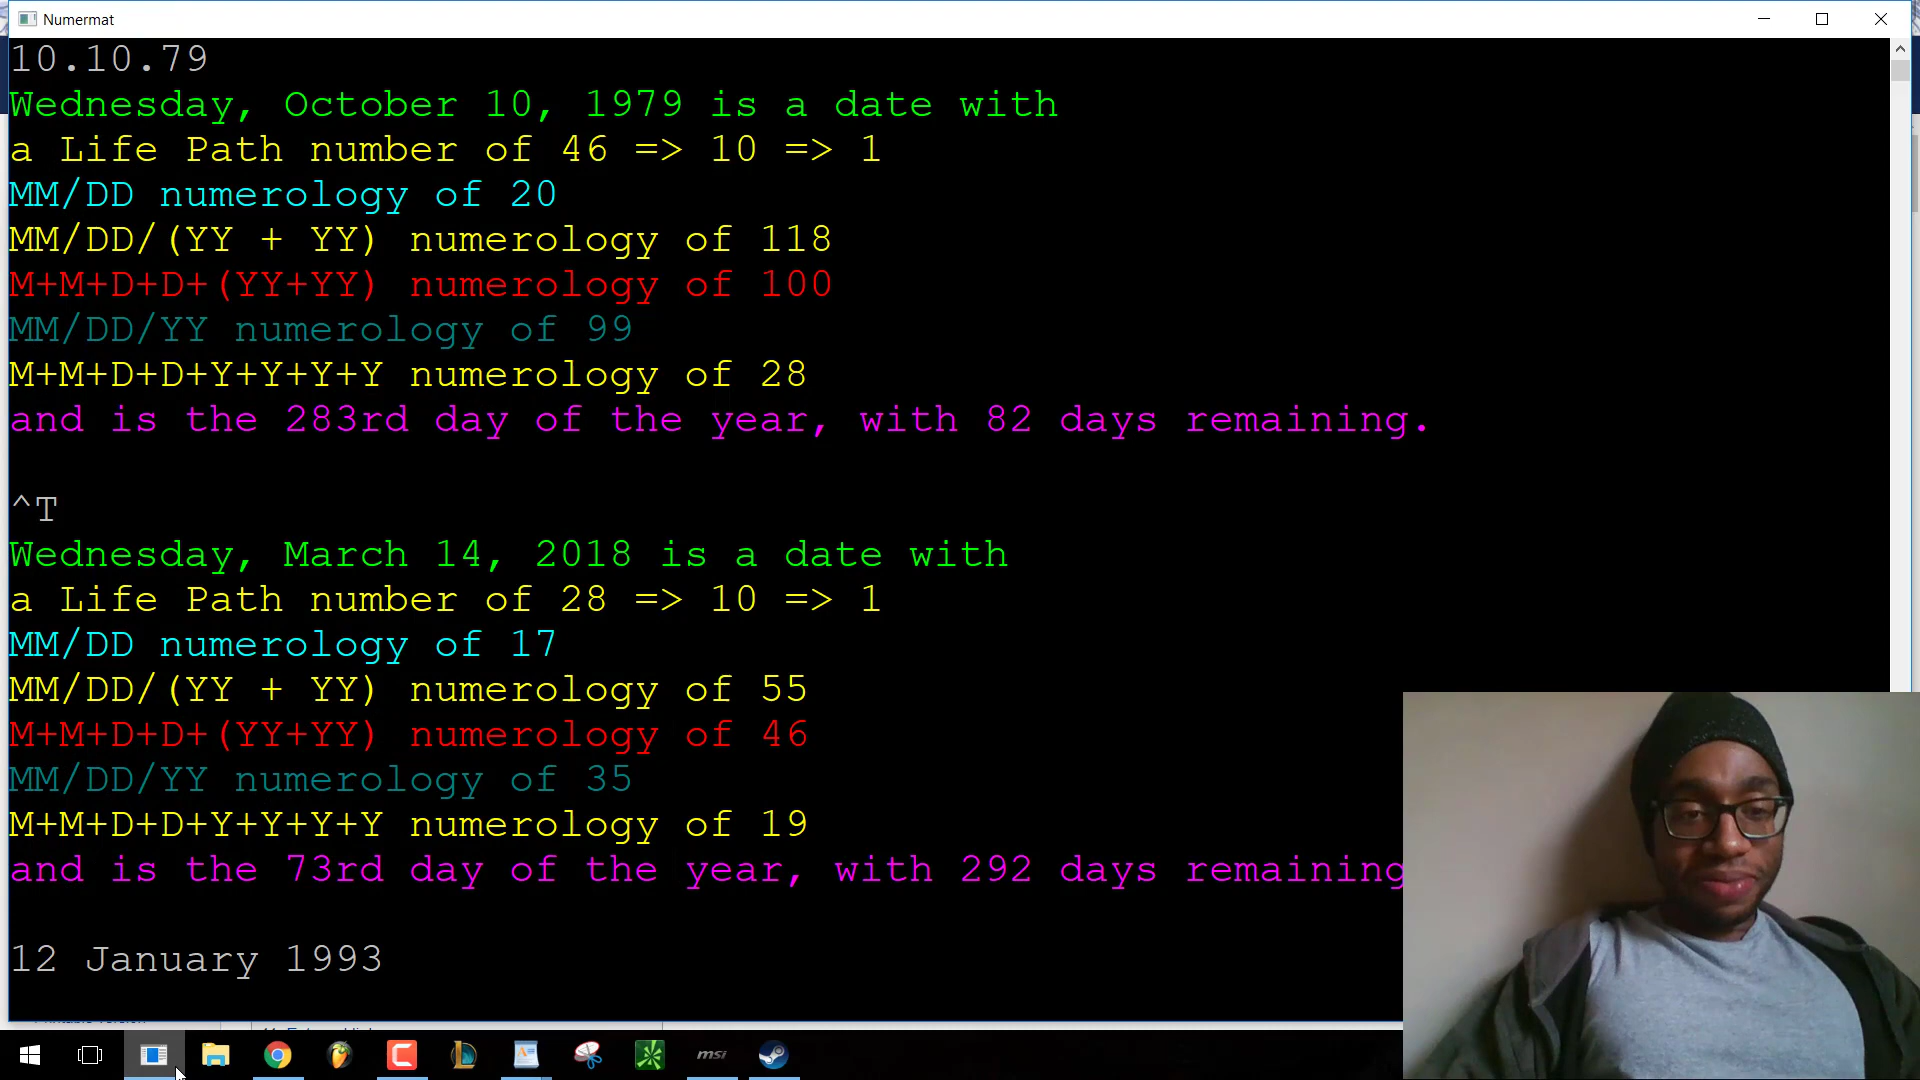 Numermat
10.10.79
Wednesday, October 10, 1979 is a date with
a Life Path number of 46 => 10 => 1
MM/DD numerology of 20
MM/DD/(YY + YY) numerology of 118
M+M+D+D+(YY+YY) numerology of 100
MM/DD/YY numerology of 99
M+M+D+D+Y+Y+Y+Y numerology of 28
and is the 283rd day of the year, with 82 days remaining.
^T
Wednesday, March 14, 2018 is a date with
a Life Path number of 28 => 10 => 1
MM/DD numerology of 17
MM/DD/(YY + YY) numerology of 55
M+M+D+D+(YY+YY) numerology of 46
MM/DD/YY numerology of 35
M+M+D+D+Y+Y+Y+Y numerology of 19
and is the 73rd day of the year, with 292 days remaining
12 January 1993
msi